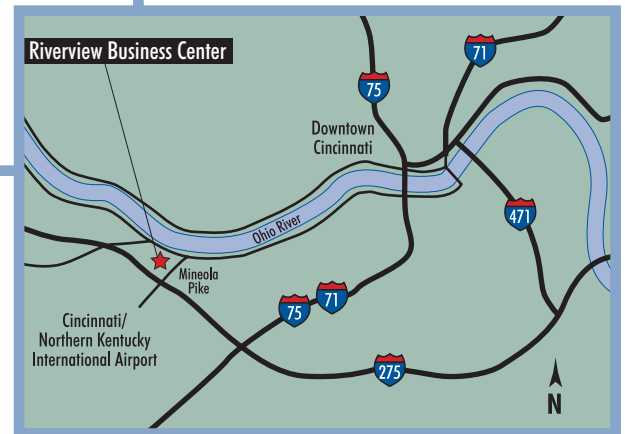 Riverview Business Center
71
75
Downtown
Cincinnati
471
Ohio River
Mineola
Pike
75
71
Cincinnati/
Northern Kentucky
International Airport
275
N